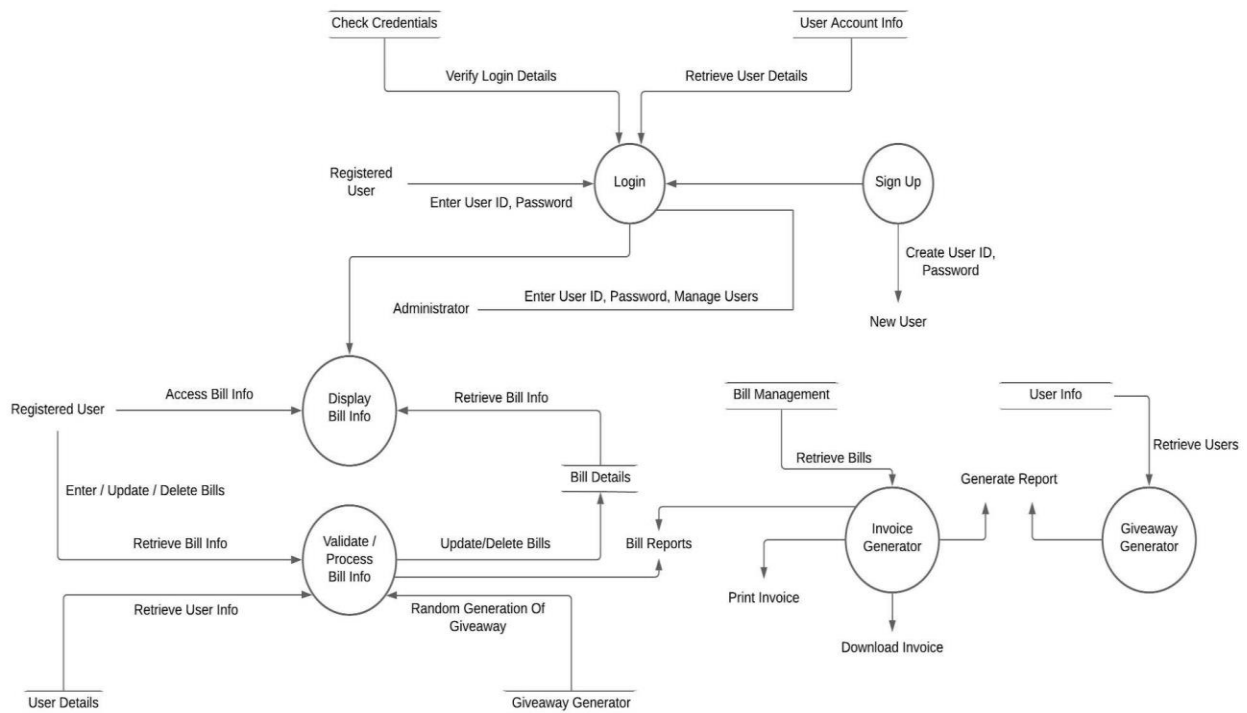 Check Credentials
User Account Info
Verify Login Details
Retrieve User Details
Registered
User
Login
Sign Up
Enter User ID, Password
Create User ID,
Password
Enter User ID, Password, Manage Users
Administrator
New User
Access Bill Info
Registered User
Display
Bill Info
Retrieve Bill Info
Bill Management
User Info
Retrieve Bills
Retrieve Users
Bill Details
Generate Report
Enter / Update / Delete Bills
Retrieve Bill Info
Validate /
Process
Bill Info
Update/Delete Bills
Bill Reports
Invoice
Generator
Giveaway
Generator
Retrieve User Info
Random Generation Of
Giveaway
Print Invoice
Download Invoice
User Details
Giveaway Generator